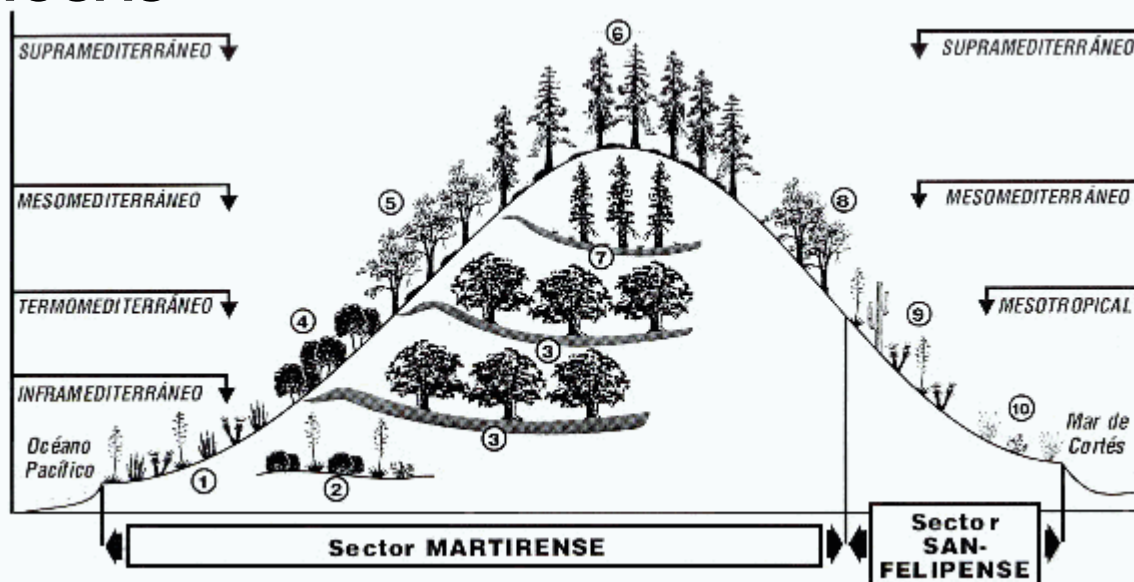 SUPRAMEDITERRÁNEO
SUPRAMEDITERRÁNEO
MESOMEDITERRÁNEO
MESOMEDITERRÁNEO
TERMOMEDITERRÁNEO
MESOTROPICAL
INFRAMEDITERRÁNEO
Océano
Pacífico
Mar de
Cortés
6
5
8
7
4
9
3
3
10
1
2
Sector MARTIRENSE
Sector
SAN-
FELIPENSE